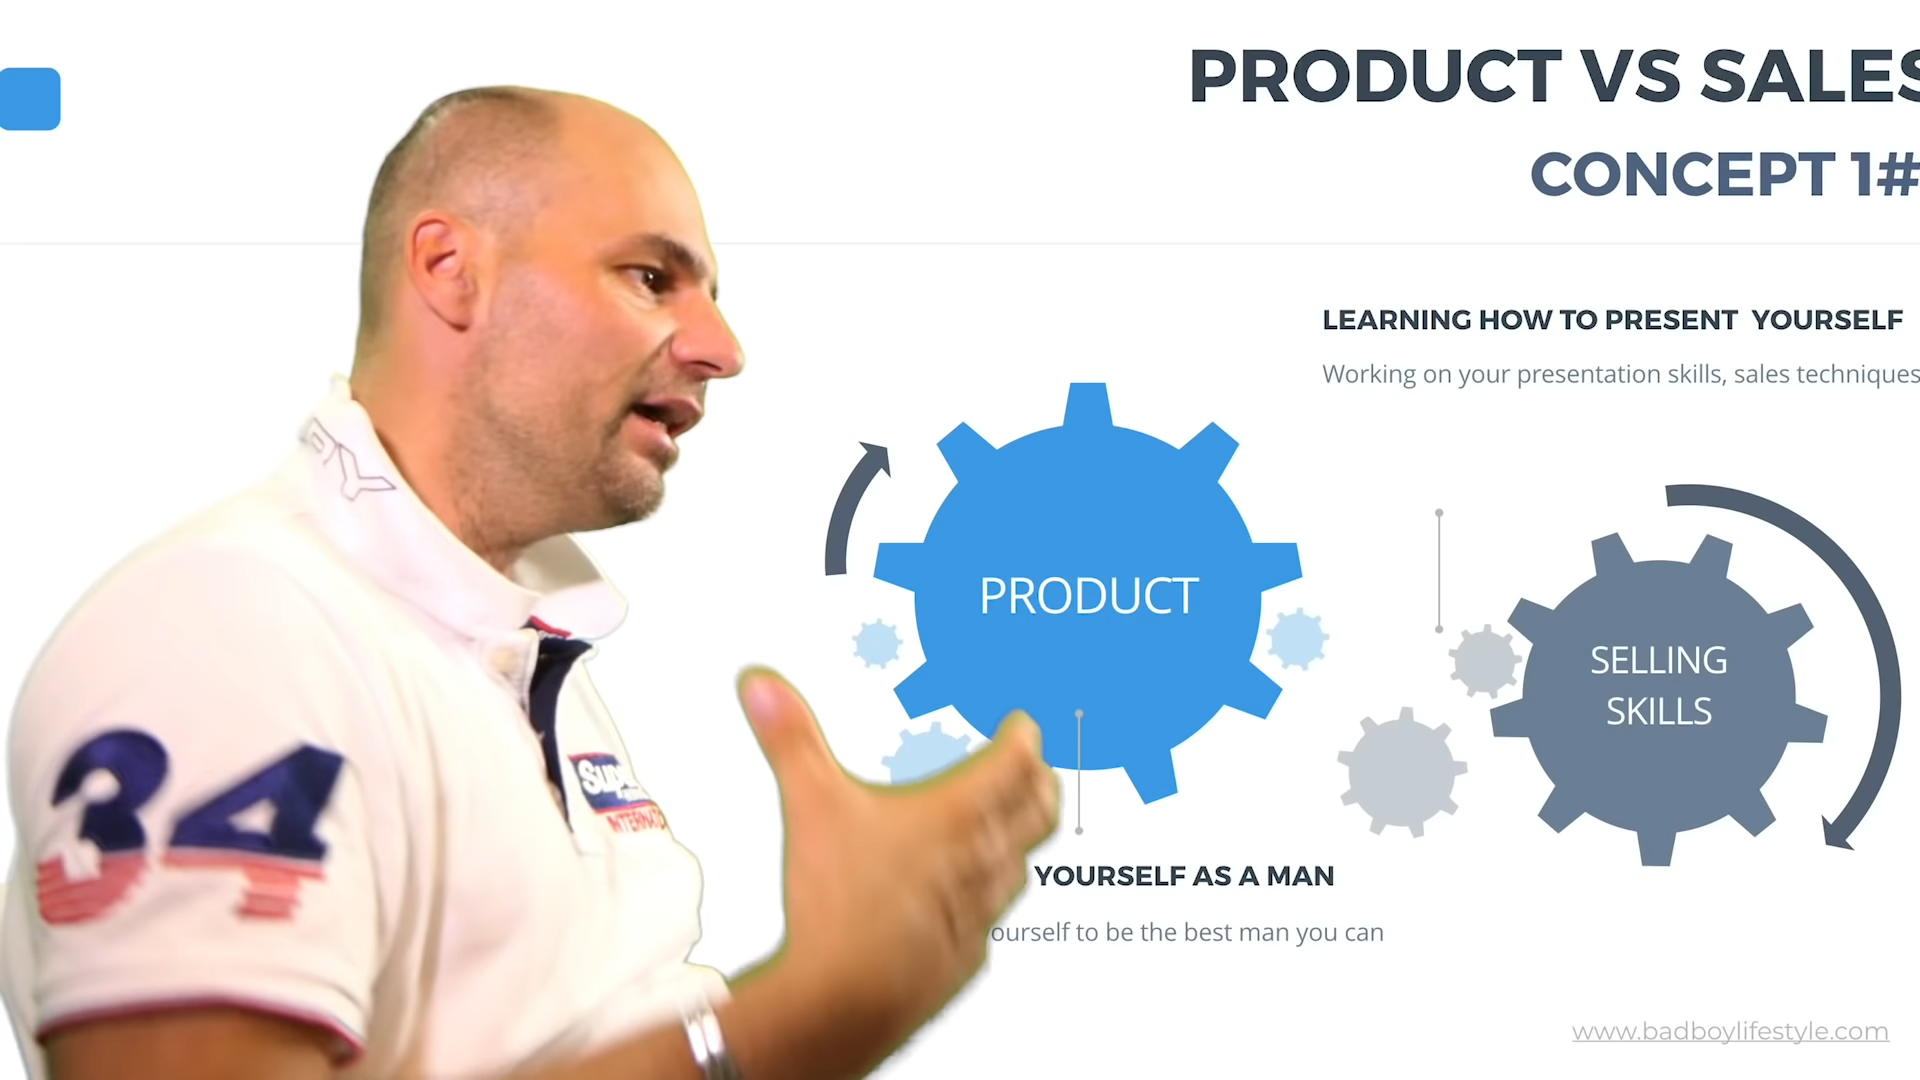 PRODUCT VS SALES
CONCEPT 1#
LEARNING HOW TO PRESENT YOURSELF
Working on your presentation skills, sales techniques
PRODUCT
SELLING
SKILLS
YOURSELF AS A MAN
ourself to be the best man you can
34
www.badboylifestyle.com